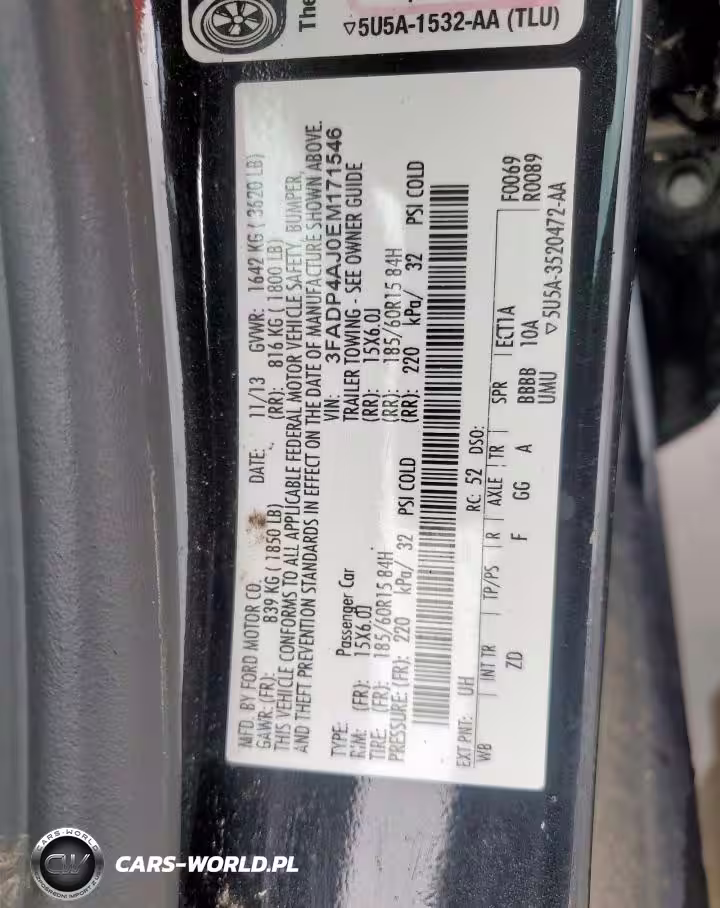 The
▽5U5A-1532-AA (TLU)
MFD. BY FORD MOTOR CO. DATE: 11/13 GVWR: 1642 KG ( 3620 LB)
GAWR: (FR): 839 KG ( 1850 LB) (RR): 816 KG ( 1800 LB)
THIS VEHICLE CONFORMS TO ALL APPLICABLE FEDERAL MOTOR VEHICLE SAFETY, BUMPER,
AND THEFT PREVENTION STANDARDS IN EFFECT ON THE DATE OF MANUFACTURE SHOWN ABOVE.
VIN: 3FADP4AJ0EM171546
TYPE: Passenger Car TRAILER TOWING - SEE OWNER GUIDE
RIM: (FR): 15X6.0J (RR): 15X6.0J
TIRE: (FR): 185/60R15 84H (RR): 185/60R15 84H
PRESSURE: (FR): 220 kPa/ 32 PSI COLD (RR): 220 kPa/ 32 PSI COLD
EXT PNT: UH RC: 52 DSO: F0069
WB INT TR TP/PS R AXLE TR SPR ECT1A R0089
ZD F GG A BBBB 10A
UMU ▽5U5A-3520472-AA
CARS-WORLD
CW
CARS-WORLD.PL